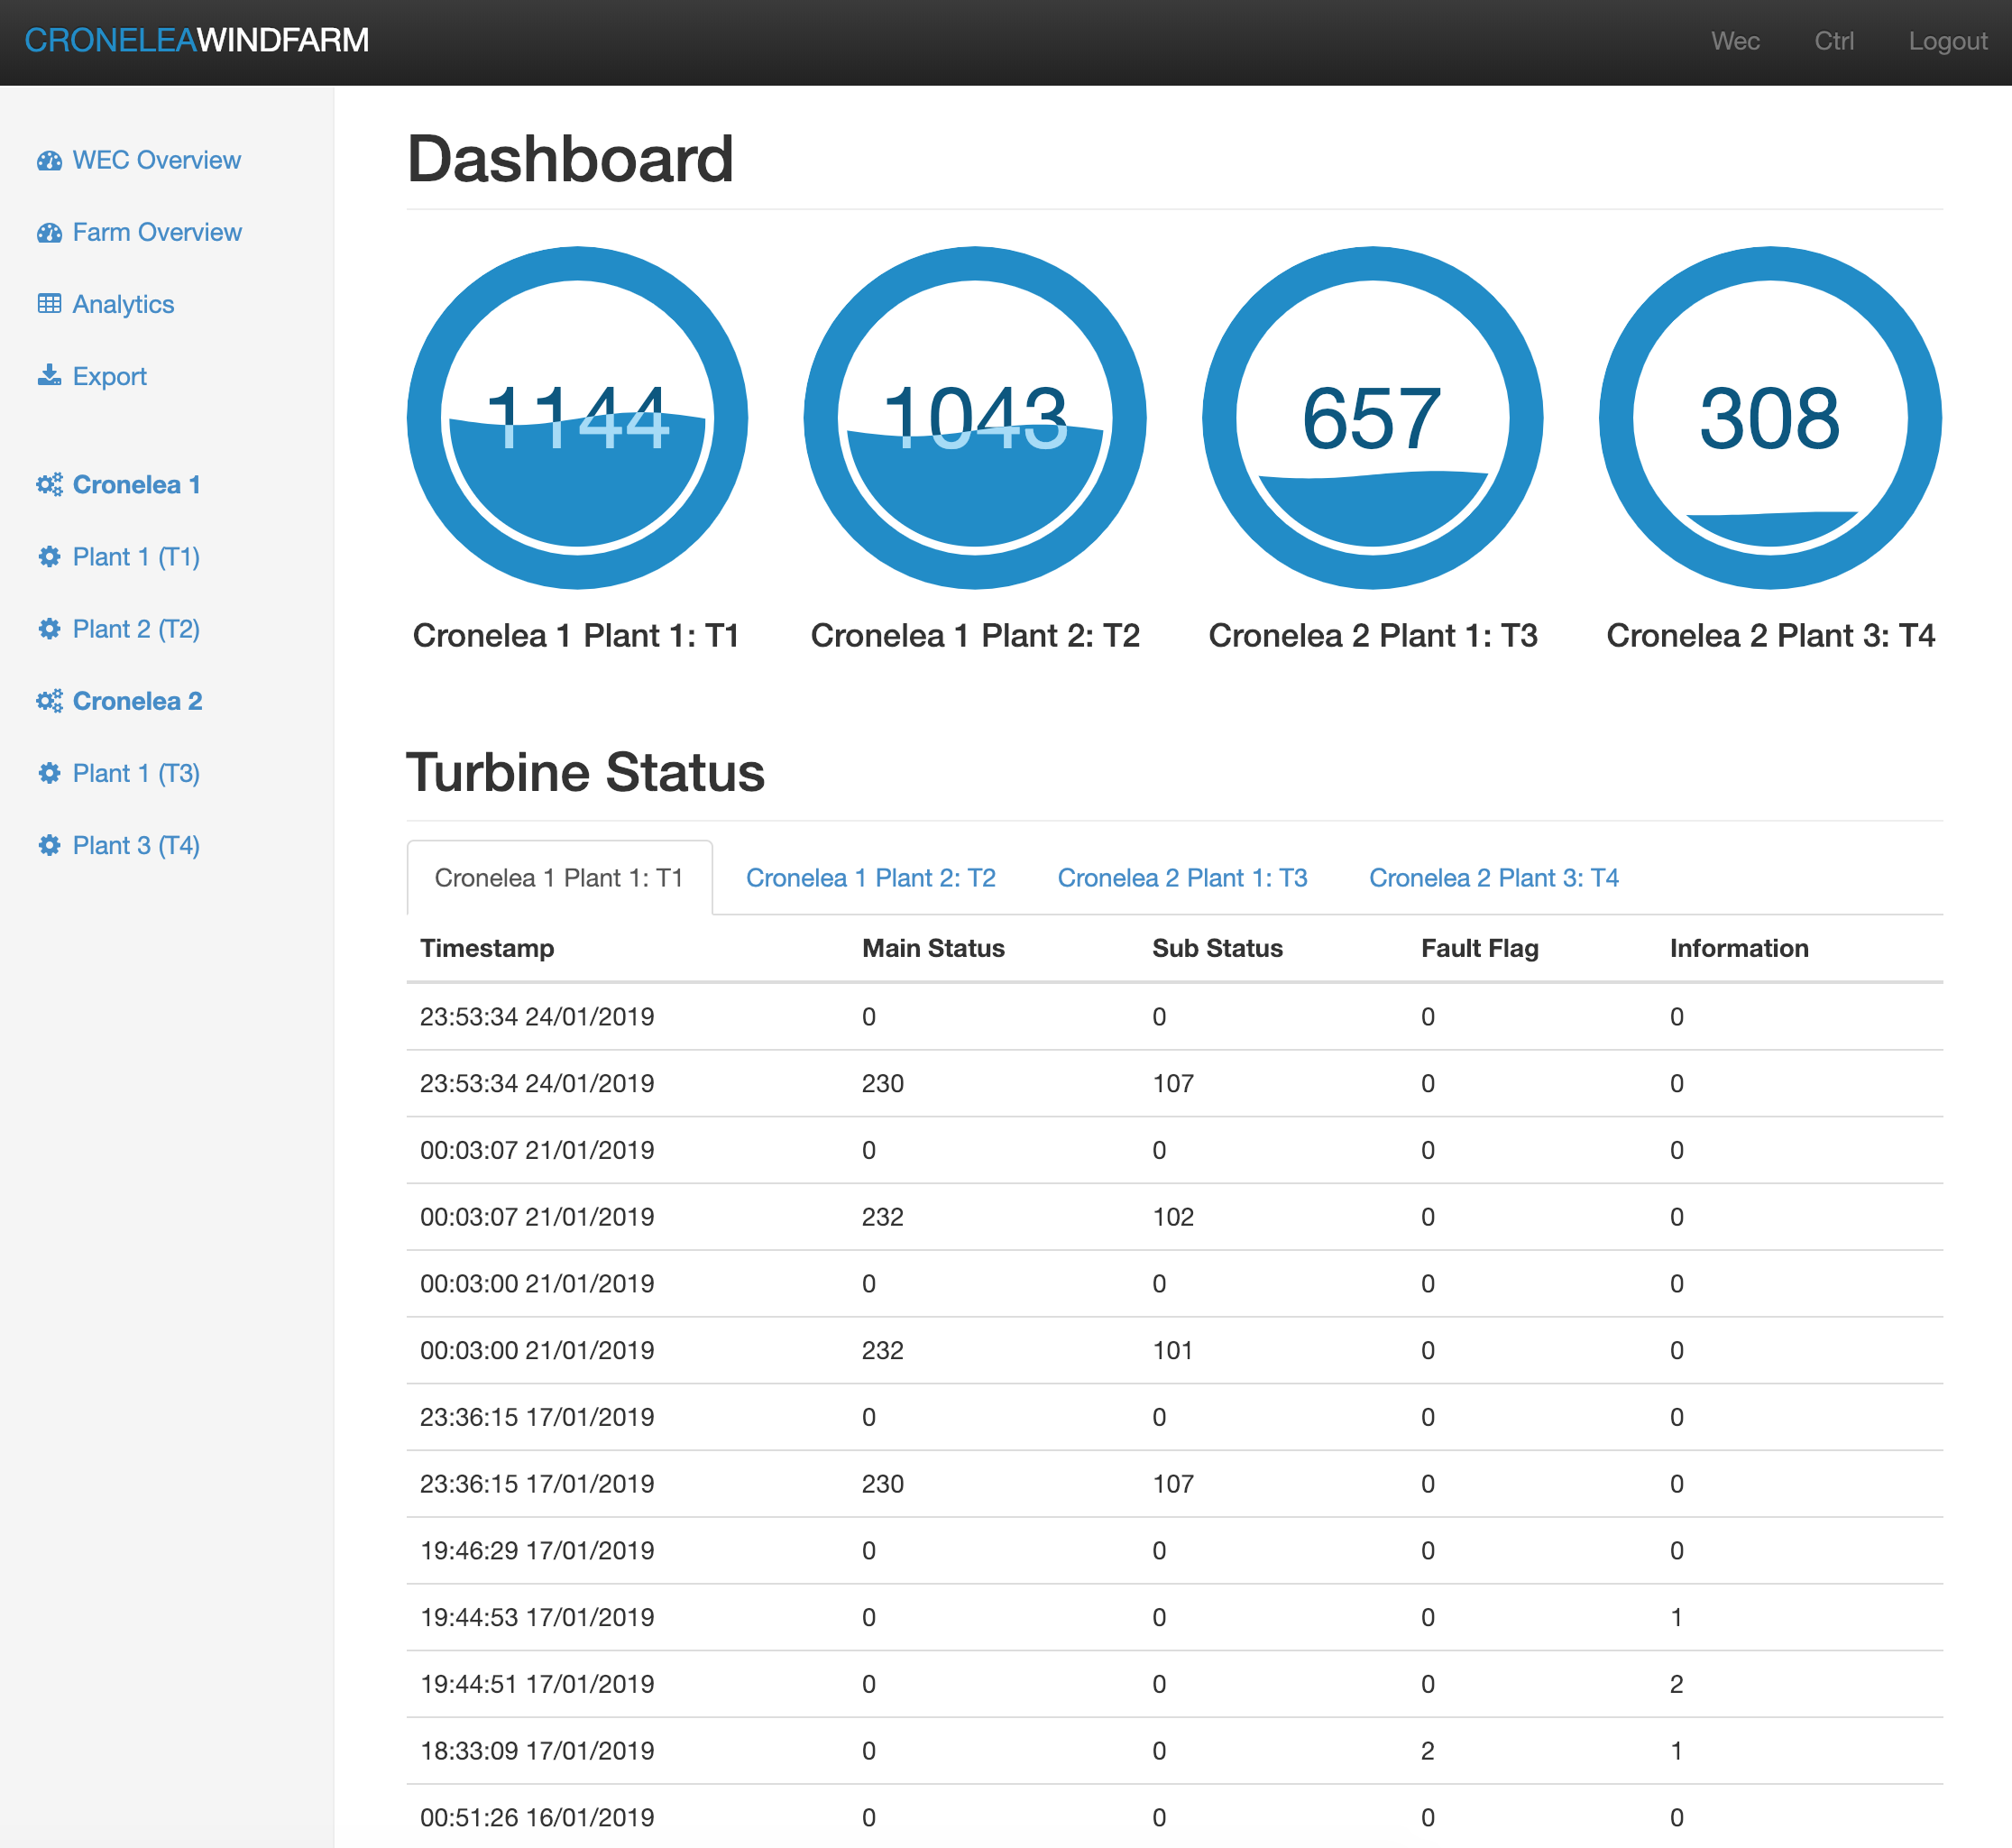 CRONELEAWINDFARM Wec Ctrl Logout
WEC Overview
Farm Overview
Analytics
Export
Cronelea 1
Plant 1 (T1)
Plant 2 (T2)
Cronelea 2
Plant 1 (T3)
Plant 3 (T4)
Dashboard
1144 1043 657 308
Cronelea 1 Plant 1: T1 Cronelea 1 Plant 2: T2 Cronelea 2 Plant 1: T3 Cronelea 2 Plant 3: T4
Turbine Status
Cronelea 1 Plant 1: T1 Cronelea 1 Plant 2: T2 Cronelea 2 Plant 1: T3 Cronelea 2 Plant 3: T4
Timestamp Main Status Sub Status Fault Flag Information
23:53:34 24/01/2019 0 0 0 0
23:53:34 24/01/2019 230 107 0 0
00:03:07 21/01/2019 0 0 0 0
00:03:07 21/01/2019 232 102 0 0
00:03:00 21/01/2019 0 0 0 0
00:03:00 21/01/2019 232 101 0 0
23:36:15 17/01/2019 0 0 0 0
23:36:15 17/01/2019 230 107 0 0
19:46:29 17/01/2019 0 0 0 0
19:44:53 17/01/2019 0 0 0 1
19:44:51 17/01/2019 0 0 0 2
18:33:09 17/01/2019 0 0 2 1
00:51:26 16/01/2019 0 0 0 0